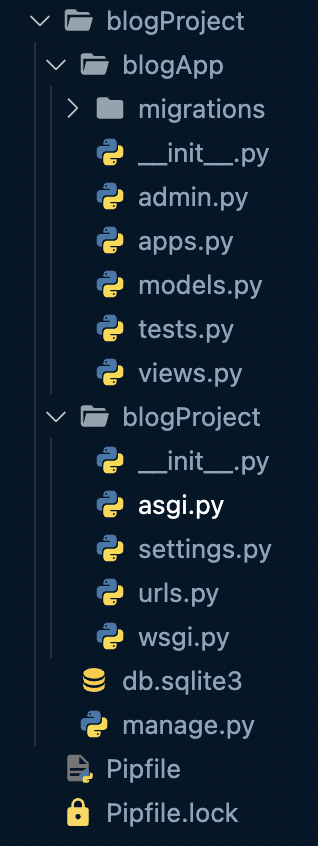 blogProject
blogApp
migrations
__init__.py
admin.py
apps.py
models.py
tests.py
views.py
blogProject
__init__.py
asgi.py
settings.py
urls.py
wsgi.py
db.sqlite3
manage.py
Pipfile
Pipfile.lock